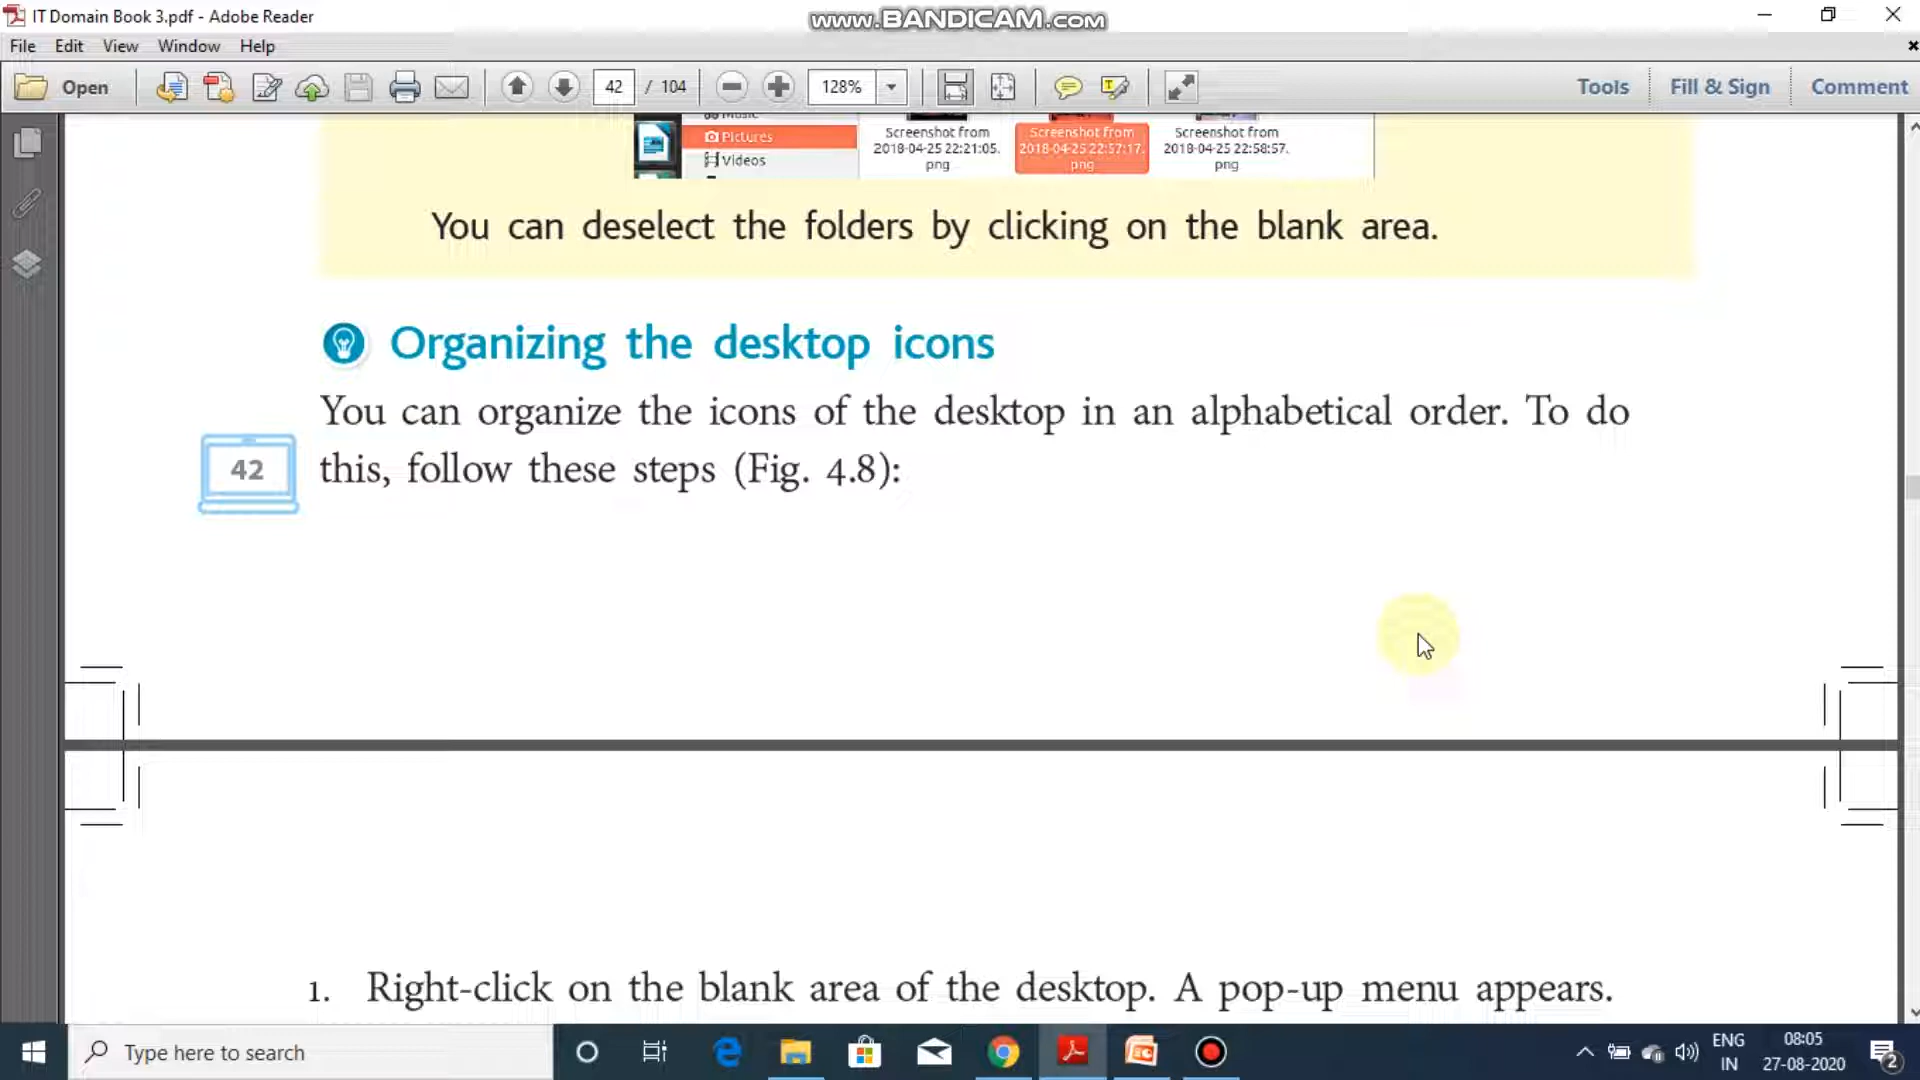 IT Domain Book 3.pdf - Adobe Reader
www.BANDICAM.com
File Edit View Window Help
Open 42 / 104 128% Tools Fill & Sign Comment
Music
Pictures
Videos
Screenshot from
2018-04-25 22:21:05.
png
Screenshot from
2018-04-25 22:57:17.
png
Screenshot from
2018-04-25 22:58:57.
png
You can deselect the folders by clicking on the blank area.
Organizing the desktop icons
You can organize the icons of the desktop in an alphabetical order. To do
this, follow these steps (Fig. 4.8):
42
1. Right-click on the blank area of the desktop. A pop-up menu appears.
Type here to search
ENG
IN
08:05
27-08-2020
2